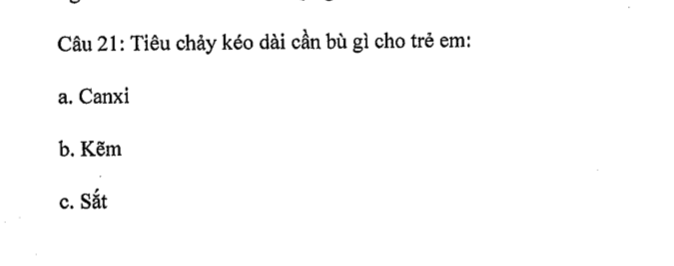 Câu 21: Tiêu chảy kéo dài cần bù gì cho trẻ em:
a. Canxi
b. Kẽm
c. Sắt